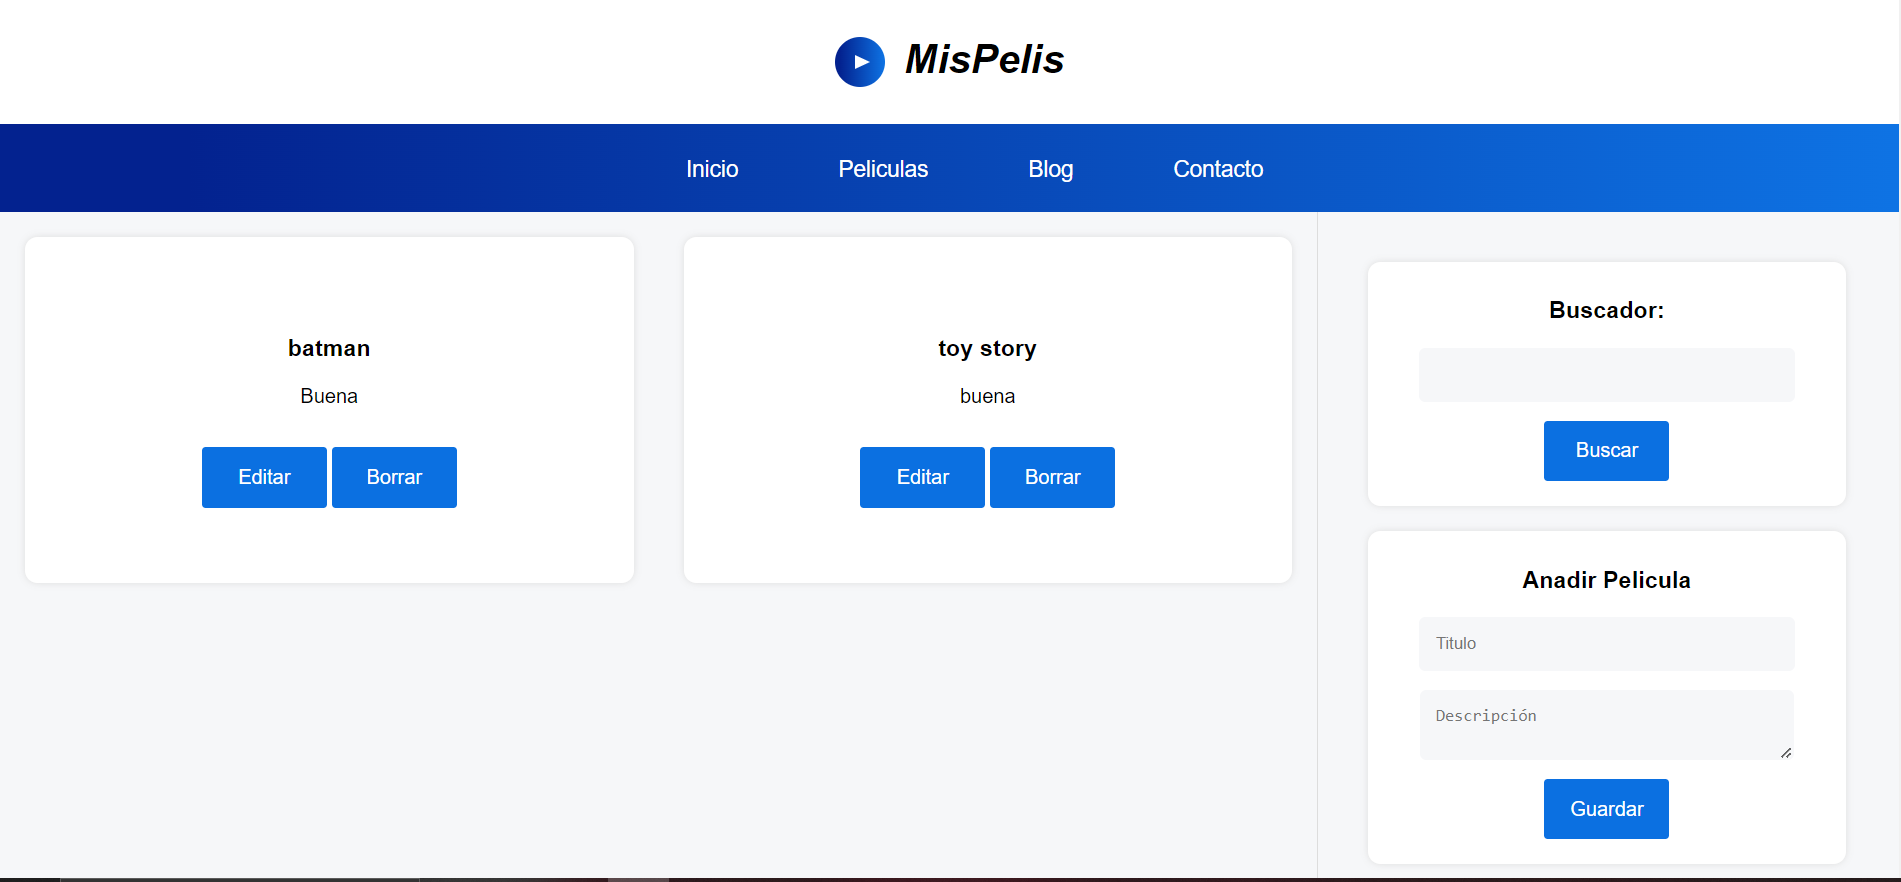 MisPelis
Inicio Peliculas Blog Contacto
batman
Buena
Editar Borrar
toy story
buena
Editar Borrar
Buscador:
Buscar
Anadir Pelicula
Titulo
Descripción
Guardar